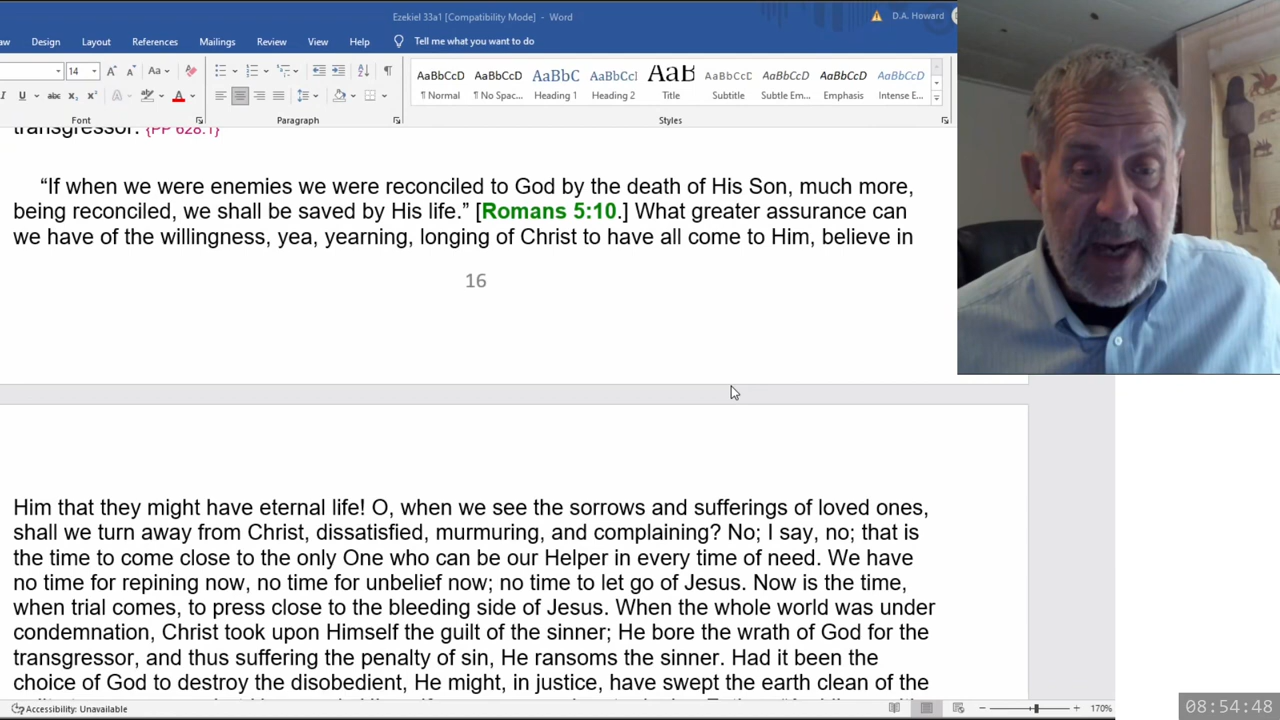 Ezekiel 33a1 [Compatibility Mode] - Word
D.A. Howard
Design Layout References Mailings Review View Help Tell me what you want to do
14
Aa
AaBbCcD AaBbCcD AaBbC AaBbCcI AaB AaBbCcD AaBbCcD AaBbCcD AaBbCcD
¶ Normal ¶ No Spac... Heading 1 Heading 2 Title Subtitle Subtle Em... Emphasis Intense E...
Font Paragraph Styles
transgressor. {PP 628.1}
“If when we were enemies we were reconciled to God by the death of His Son, much more,
being reconciled, we shall be saved by His life.” [Romans 5:10.] What greater assurance can
we have of the willingness, yea, yearning, longing of Christ to have all come to Him, believe in
16
Him that they might have eternal life! O, when we see the sorrows and sufferings of loved ones,
shall we turn away from Christ, dissatisfied, murmuring, and complaining? No; I say, no; that is
the time to come close to the only One who can be our Helper in every time of need. We have
no time for repining now, no time for unbelief now; no time to let go of Jesus. Now is the time,
when trial comes, to press close to the bleeding side of Jesus. When the whole world was under
condemnation, Christ took upon Himself the guilt of the sinner; He bore the wrath of God for the
transgressor, and thus suffering the penalty of sin, He ransoms the sinner. Had it been the
choice of God to destroy the disobedient, He might, in justice, have swept the earth clean of the
Accessibility: Unavailable
170%
08:54:48